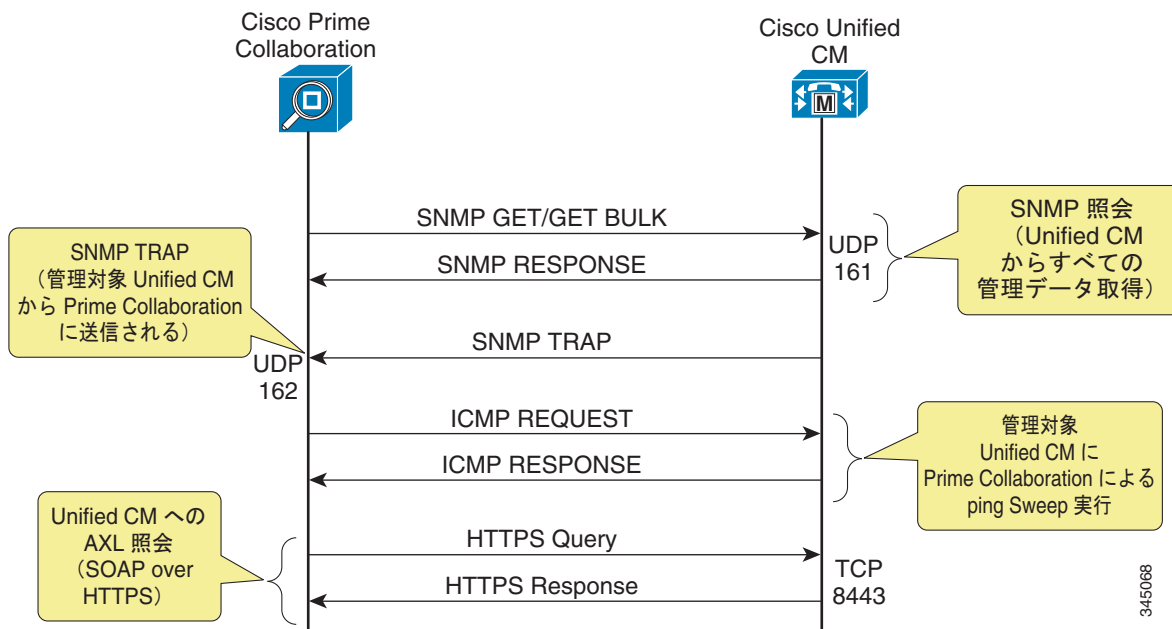 Cisco Prime
Collaboration
Cisco Unified
CM
M
SNMP GET/GET BULK
SNMP RESPONSE
UDP
161
SNMP 照会
（Unified CM
からすべての
管理データ取得）
SNMP TRAP
（管理対象 Unified CM
から Prime Collaboration
に送信される）
SNMP TRAP
UDP
162
ICMP REQUEST
ICMP RESPONSE
管理対象
Unified CM に
Prime Collaboration による
ping Sweep 実行
Unified CM への
AXL 照会
（SOAP over
HTTPS）
HTTPS Query
HTTPS Response
TCP
8443
345068